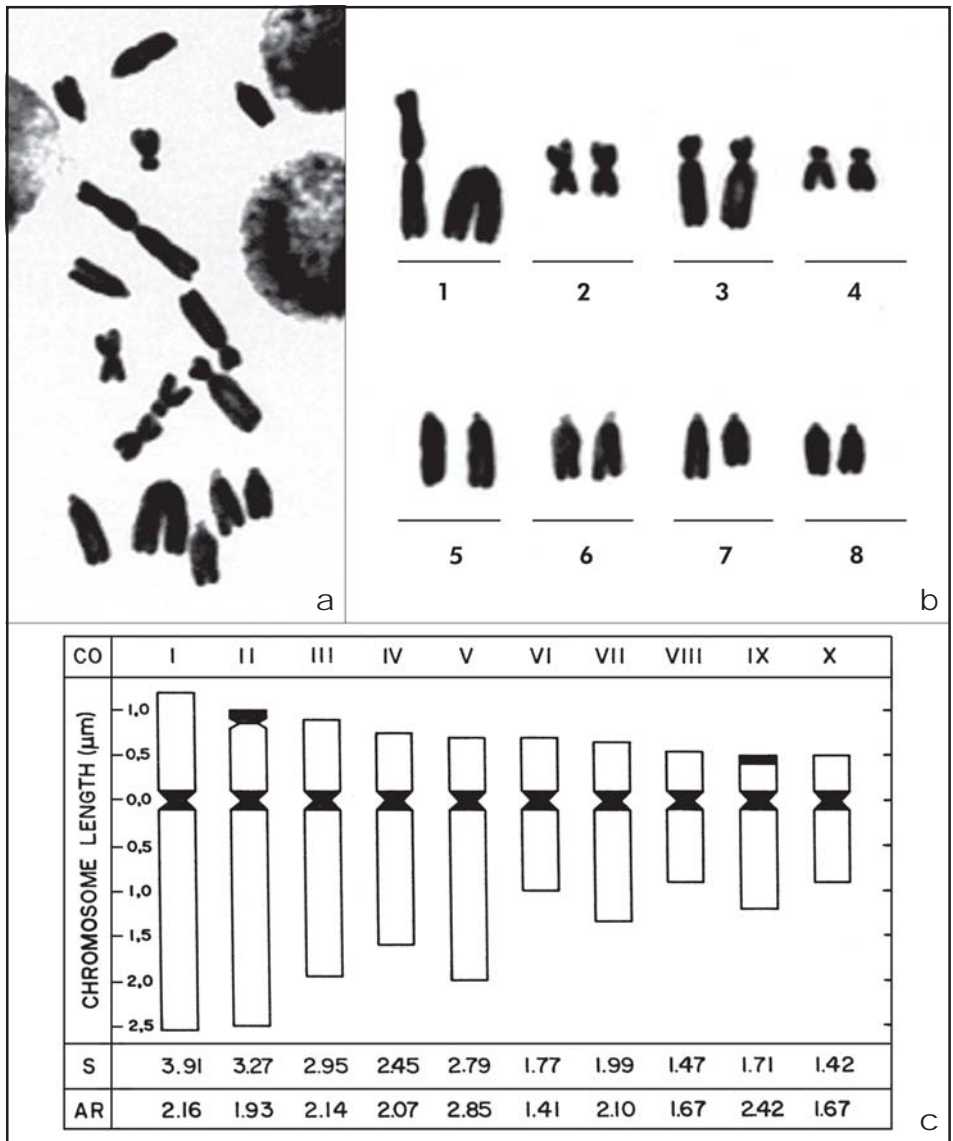 a
1 2 3 4
5 6 7 8
b
CO I II III IV V VI VII VIII IX X
CHROMOSOME LENGTH (µm)
1,0
0,5
0,0
0,5
1,0
1,5
2,0
2,5
S 3.91 3.27 2.95 2.45 2.79 1.77 1.99 1.47 1.71 1.42
AR 2.16 1.93 2.14 2.07 2.85 1.41 2.10 1.67 2.42 1.67
c